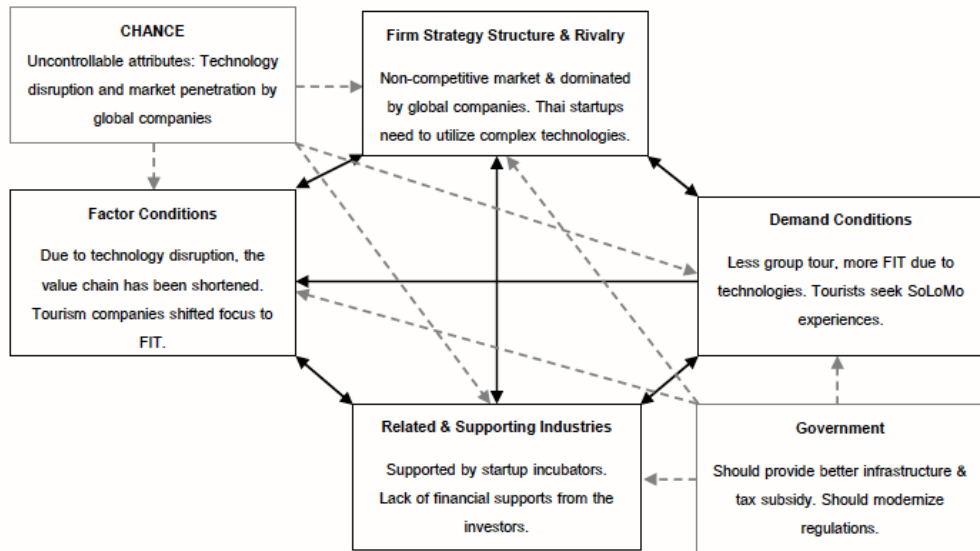 CHANCE
Uncontrollable attributes: Technology
disruption and market penetration by
global companies
Firm Strategy Structure & Rivalry
Non-competitive market & dominated
by global companies. Thai startups
need to utilize complex technologies.
Factor Conditions
Due to technology disruption, the
value chain has been shortened.
Tourism companies shifted focus to
FIT.
Demand Conditions
Less group tour, more FIT due to
technologies. Tourists seek SoLoMo
experiences.
Related & Supporting Industries
Supported by startup incubators.
Lack of financial supports from the
investors.
Government
Should provide better infrastructure &
tax subsidy. Should modernize
regulations.